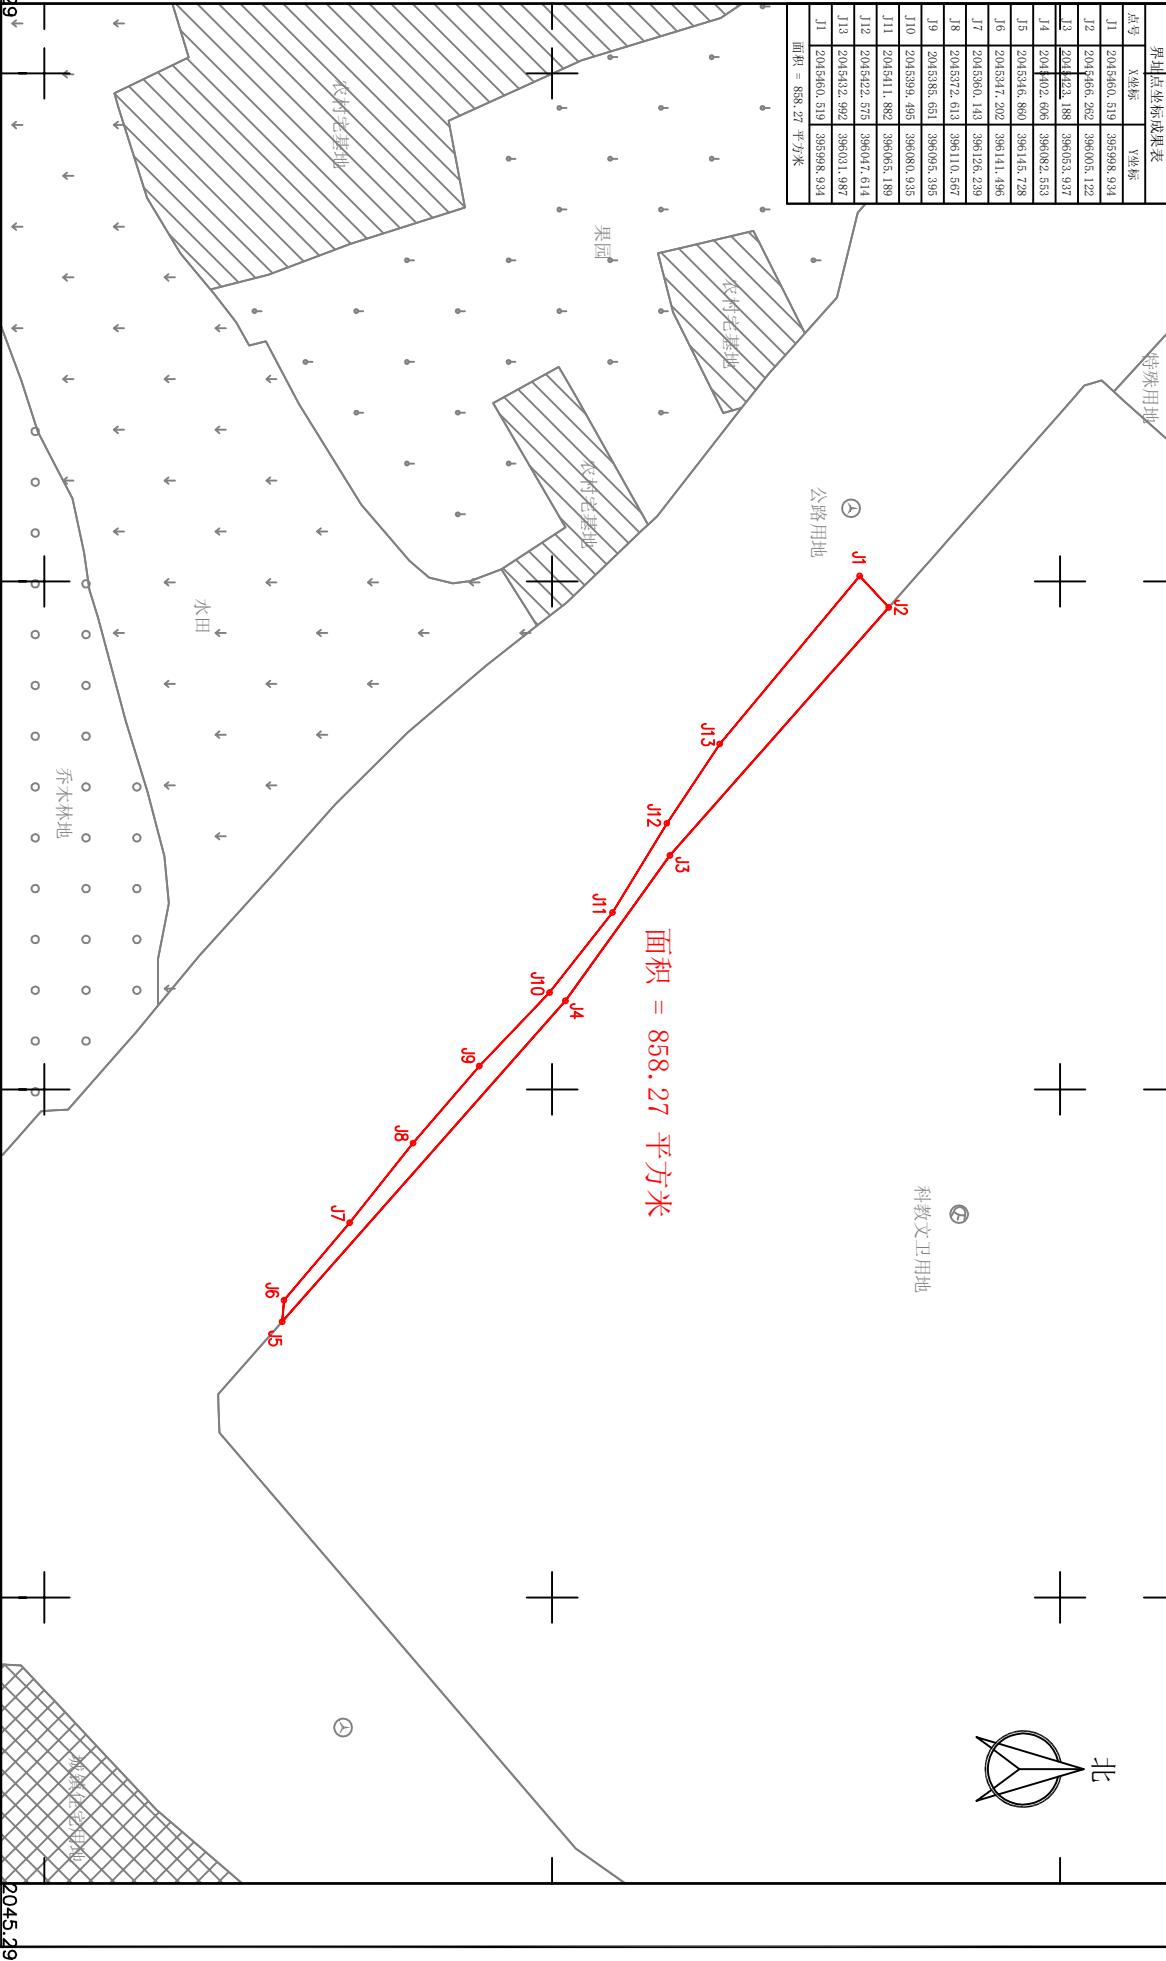 界址点坐标成果表
点号 X坐标 Y坐标
J1 2045460.519 395998.934
J2 2045466.262 396005.122
J3 2045423.188 396053.937
J4 2045402.606 396082.553
J5 2045346.860 396145.728
J6 2045347.202 396141.496
J7 2045360.143 396126.239
J8 2045372.613 396110.567
J9 2045385.651 396095.395
J10 2045399.495 396080.935
J11 2045411.882 396065.189
J12 2045422.575 396047.614
J13 2045432.992 396031.987
J1 2045460.519 395998.934
面积 = 858.27 平方米
特殊用地
北
公路用地
J1
J2
J13
J12
J3
J11
J10
J4
J9
J8
J7
J6
J5
面积 = 858.27 平方米
科教文卫用地
农村宅基地
果园
农村宅基地
农村宅基地
水田
乔木林地
城镇住宅用地
29
2045.29